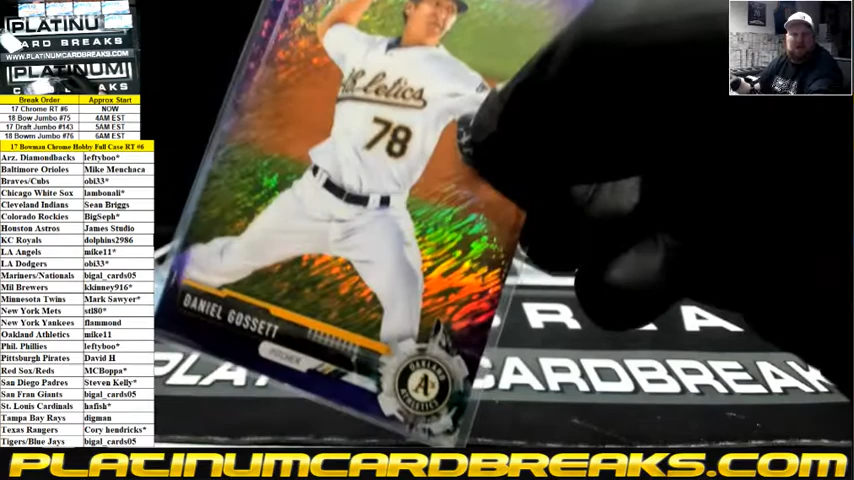 PLATINU
ARD BREAKS
WWW.PLATINUMCARDBREAKS.COM
PLATINUM!
Break Order Approx Start
17 Chrome RT #6 NOW
18 Bow Jumbo #75 4AM EST
17 Draft Jumbo #143 5AM EST
18 Bowm Jumbo #76 6AM EST
17 Bowman Chrome Hobby Full Case RT #6
Arz. Diamondbacks leftyboo*
Baltimore Orioles Mike Menchaca
Braves/Cubs obi33*
Chicago White Sox lambonali*
Cleveland Indians Sean Briggs
Colorado Rockies BigSeph*
Houston Astros James Studio
KC Royals dolphins2986
LA Angels mike11*
LA Dodgers obi33*
Mariners/Nationals bigal_cards05
Mil Brewers kkinney916*
Minnesota Twins Mark Sawyer*
New York Mets stl80*
New York Yankees flammond
Oakland Athletics mike11
Phil. Phillies leftyboo*
Pittsburgh Pirates David H
Red Sox/Reds MCBoppa*
San Diego Padres Steven Kelly*
San Fran Giants bigal_cards05
St. Louis Cardinals hafish*
Tampa Bay Rays digman
Texas Rangers Cory hendricks*
Tigers/Blue Jays bigal_cards05
Athletics
78
DANIEL GOSSETT
PITCHER
OAKLAND
A's
ATHLETICS
BREA
PLA
CARDBREAK
PLATINUMCARDBREAKS.COM